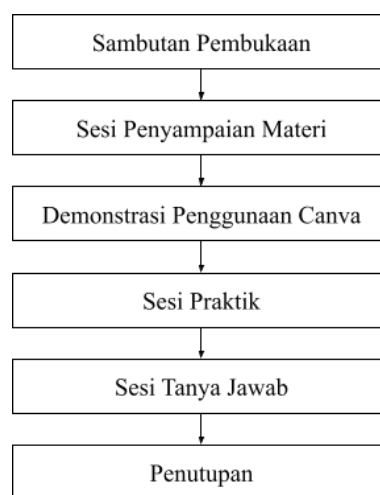 Sambutan Pembukaan
Sesi Penyampaian Materi
Demonstrasi Penggunaan Canva
Sesi Praktik
Sesi Tanya Jawab
Penutupan